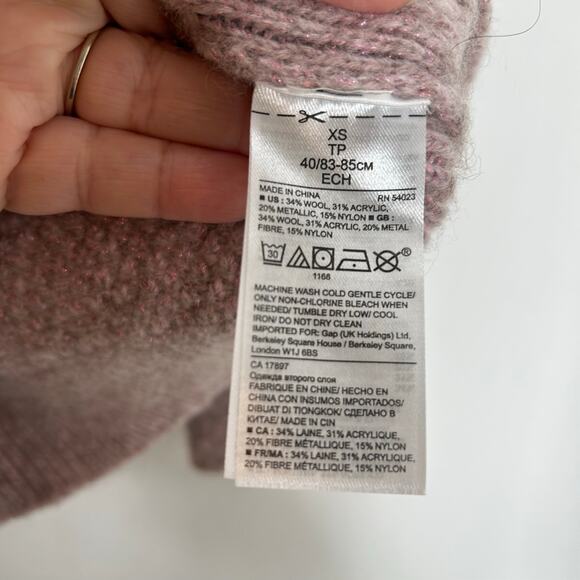 XS
TP
40/83-85см
ECH
MADE IN CHINA RN 54023
■ US : 34% WOOL, 31% ACRYLIC,
20% METALLIC, 15% NYLON ■ GB :
34% WOOL, 31% ACRYLIC, 20% METAL
FIBRE, 15% NYLON
30 ®
1166
MACHINE WASH COLD GENTLE CYCLE/
ONLY NON-CHLORINE BLEACH WHEN
NEEDED/ TUMBLE DRY LOW/ COOL
IRON/ DO NOT DRY CLEAN
IMPORTED FOR: Gap (UK Holdings) Ltd,
Berkeley Square House / Berkeley Square,
London W1J 6BS
CA 17897
Одежда второго слоя
FABRIQUÉ EN CHINE/ HECHO EN
CHINA CON INSUMOS IMPORTADOS/
DIBUAT DI TIONGKOK/ СДЕЛАНО В
КИТАЕ/ MADE IN CIN
■ CA : 34% LAINE, 31% ACRYLIQUE,
20% FIBRE MÉTALLIQUE, 15% NYLON
■ FR/MA : 34% LAINE, 31% ACRYLIQUE,
20% FIBRE MÉTALLIQUE, 15% NYLON